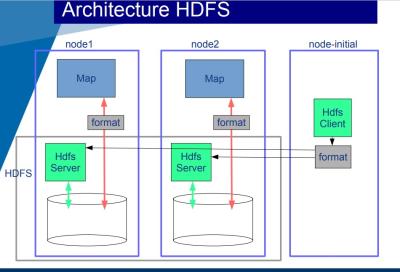 Architecture HDFS
node1
node2
node-initial
Map
Map
Hdfs
Client
format
format
format
Hdfs
Server
Hdfs
Server
HDFS